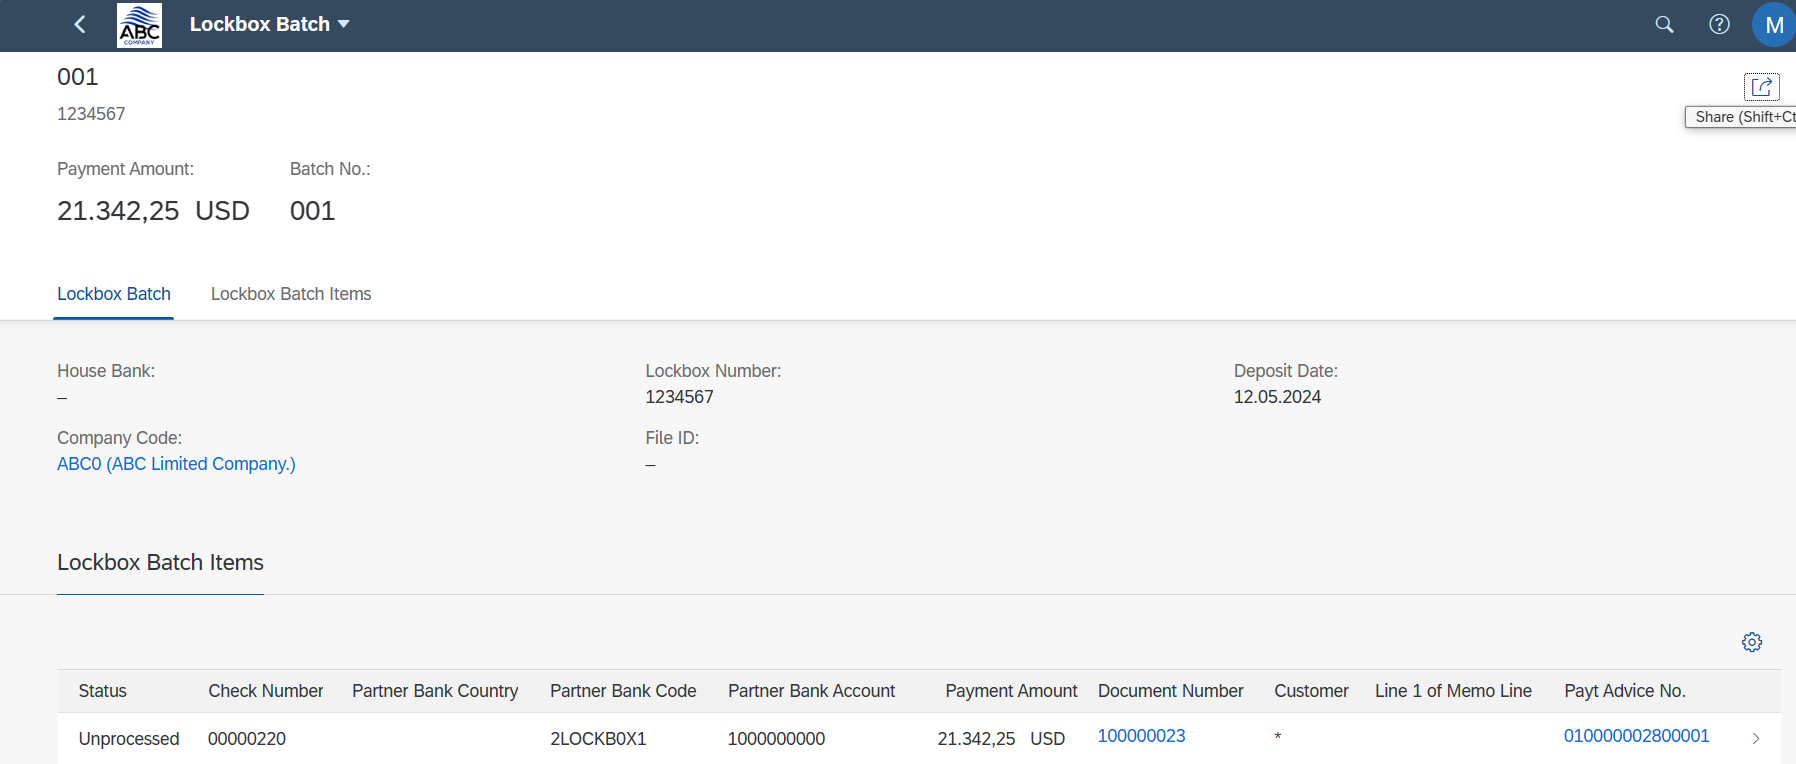 ABC
COMPANY
Lockbox Batch
M
001
1234567
Share (Shift+Ct
Payment Amount: Batch No.:
21.342,25 USD 001
Lockbox Batch Lockbox Batch Items
House Bank: Lockbox Number: Deposit Date:
– 1234567 12.05.2024
Company Code: File ID:
ABC0 (ABC Limited Company.) –
Lockbox Batch Items
Status Check Number Partner Bank Country Partner Bank Code Partner Bank Account Payment Amount Document Number Customer Line 1 of Memo Line Payt Advice No.
Unprocessed 00000220 2LOCKB0X1 1000000000 21.342,25 USD 100000023 * 010000002800001